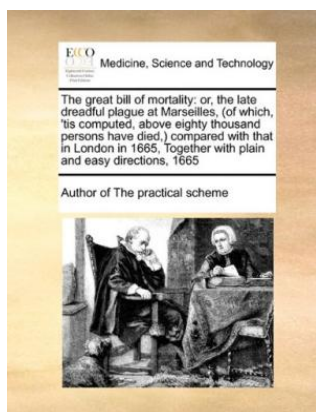 ECCO
Medicine, Science and Technology
The great bill of mortality: or, the late
dreadful plague at Marseilles, (of which,
'tis computed, above eighty thousand
persons have died,) compared with that
in London in 1665, Together with plain
and easy directions, 1665
Author of The practical scheme